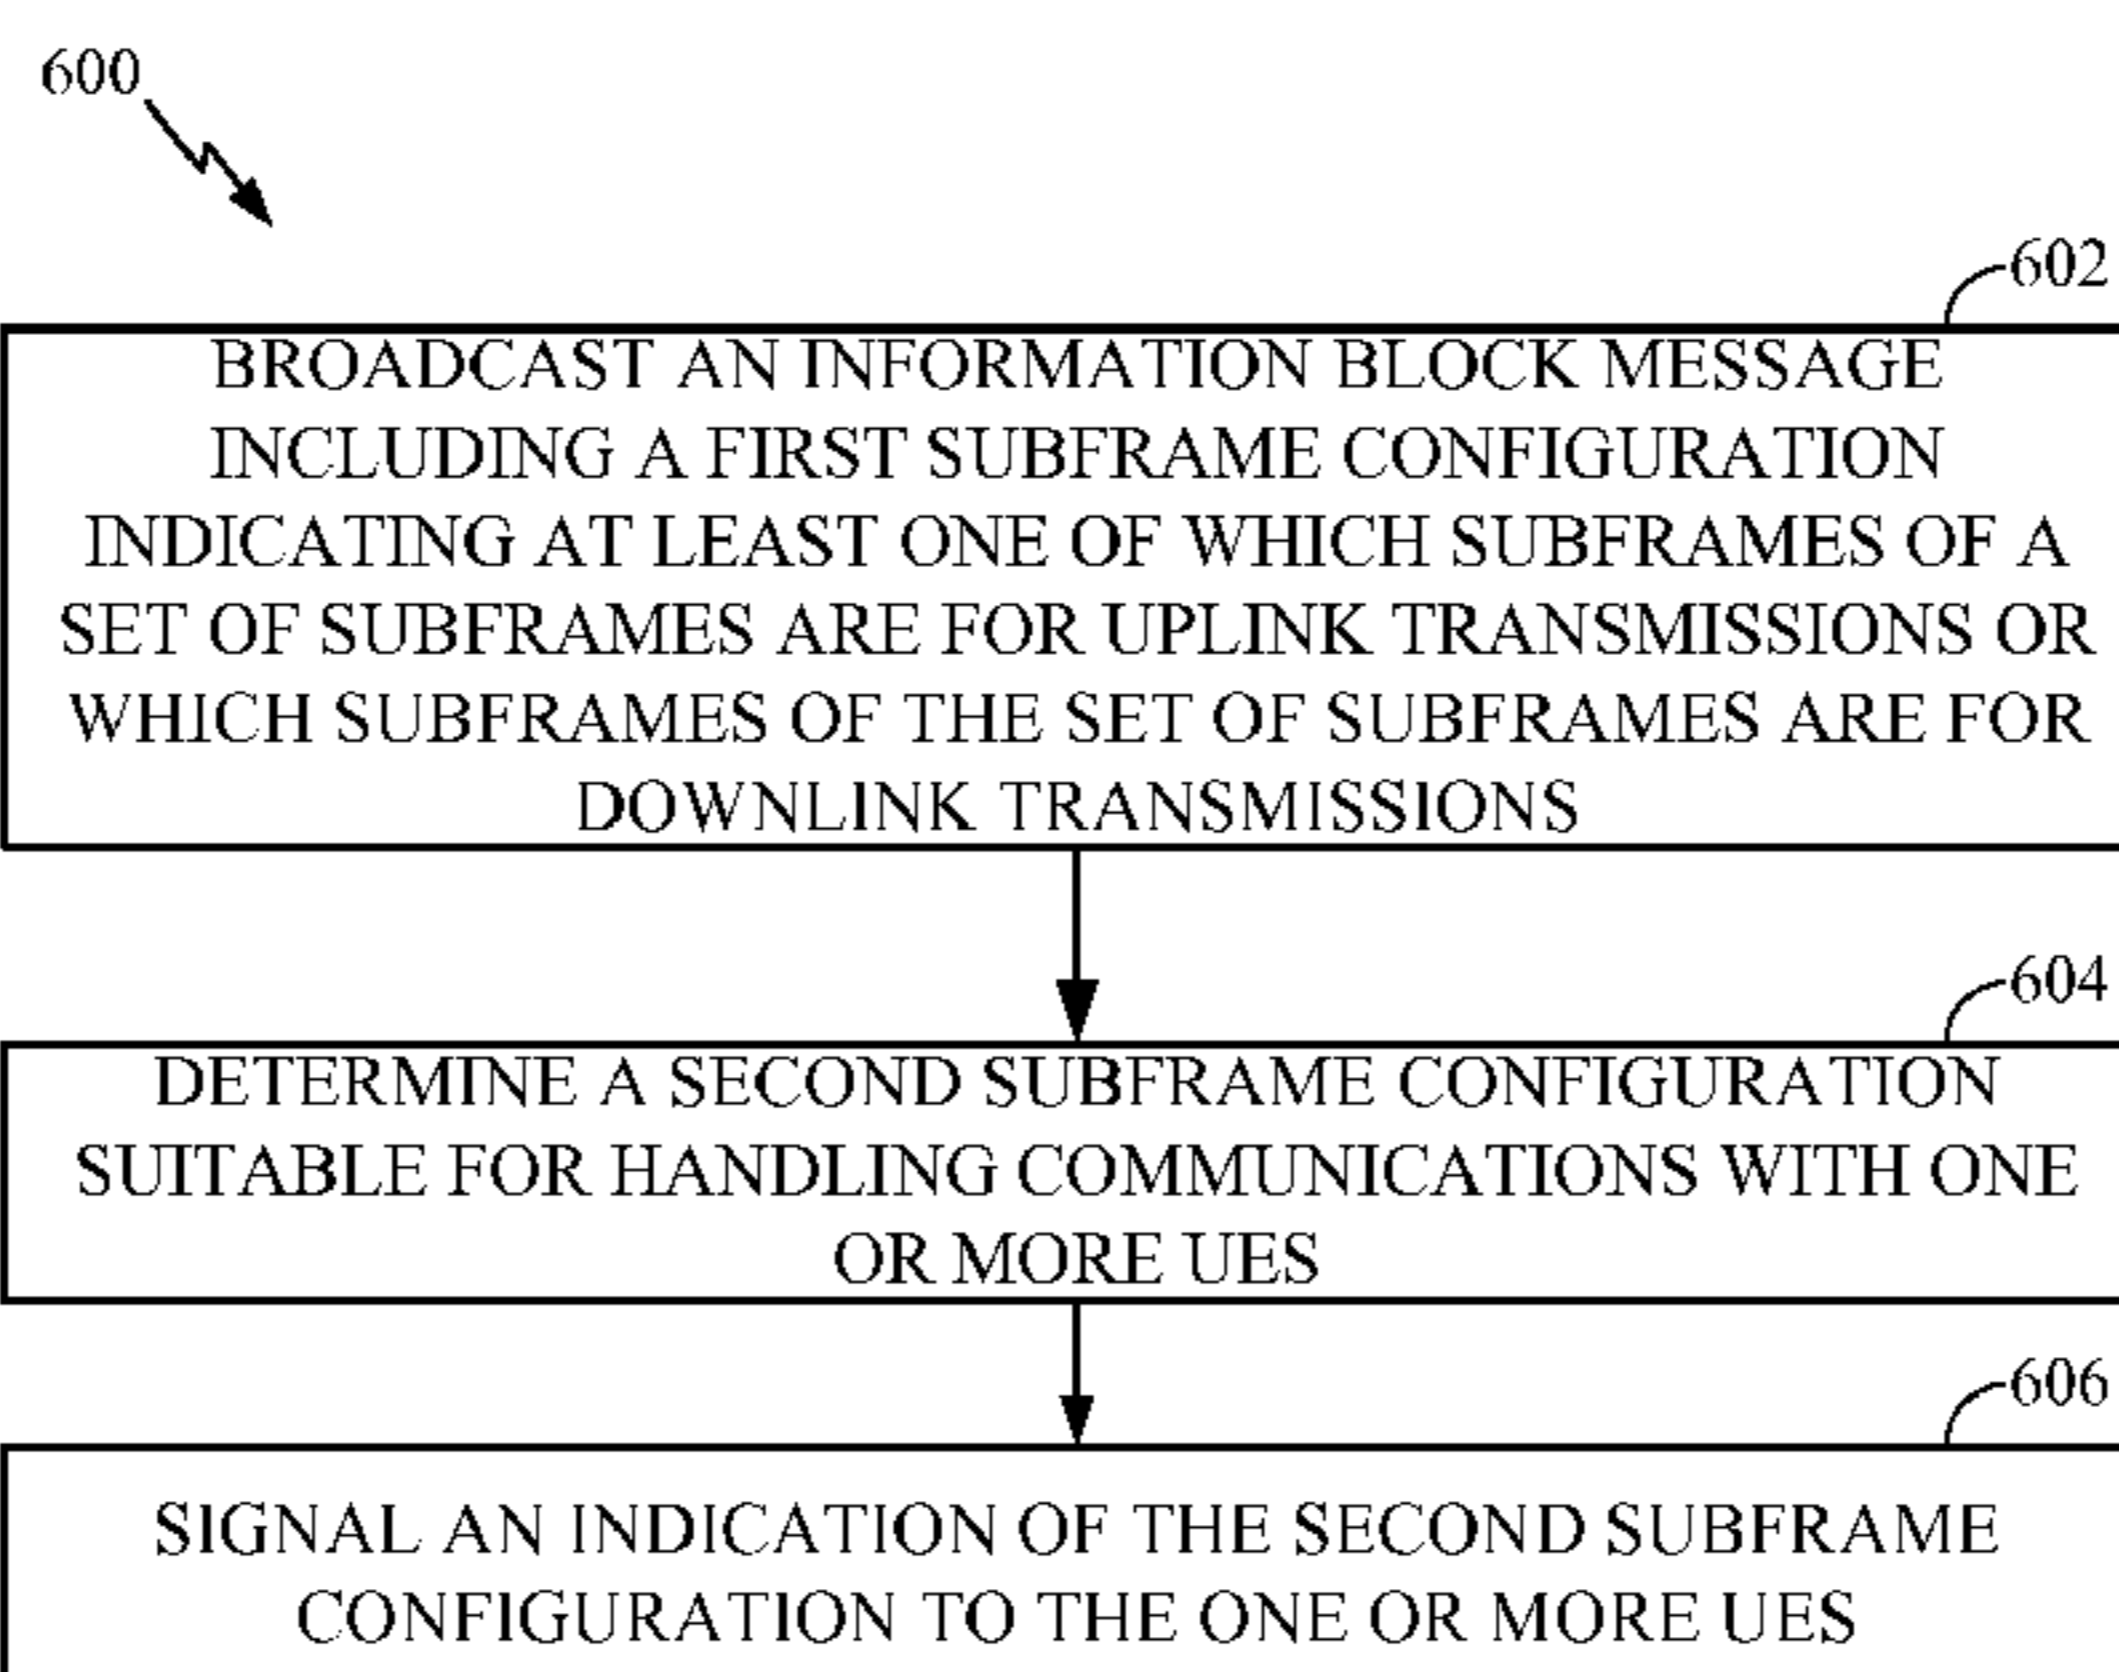 600
602
BROADCAST AN INFORMATION BLOCK MESSAGE
INCLUDING A FIRST SUBFRAME CONFIGURATION
INDICATING AT LEAST ONE OF WHICH SUBFRAMES OF A
SET OF SUBFRAMES ARE FOR UPLINK TRANSMISSIONS OR
WHICH SUBFRAMES OF THE SET OF SUBFRAMES ARE FOR
DOWNLINK TRANSMISSIONS
604
DETERMINE A SECOND SUBFRAME CONFIGURATION
SUITABLE FOR HANDLING COMMUNICATIONS WITH ONE
OR MORE UES
606
SIGNAL AN INDICATION OF THE SECOND SUBFRAME
CONFIGURATION TO THE ONE OR MORE UES